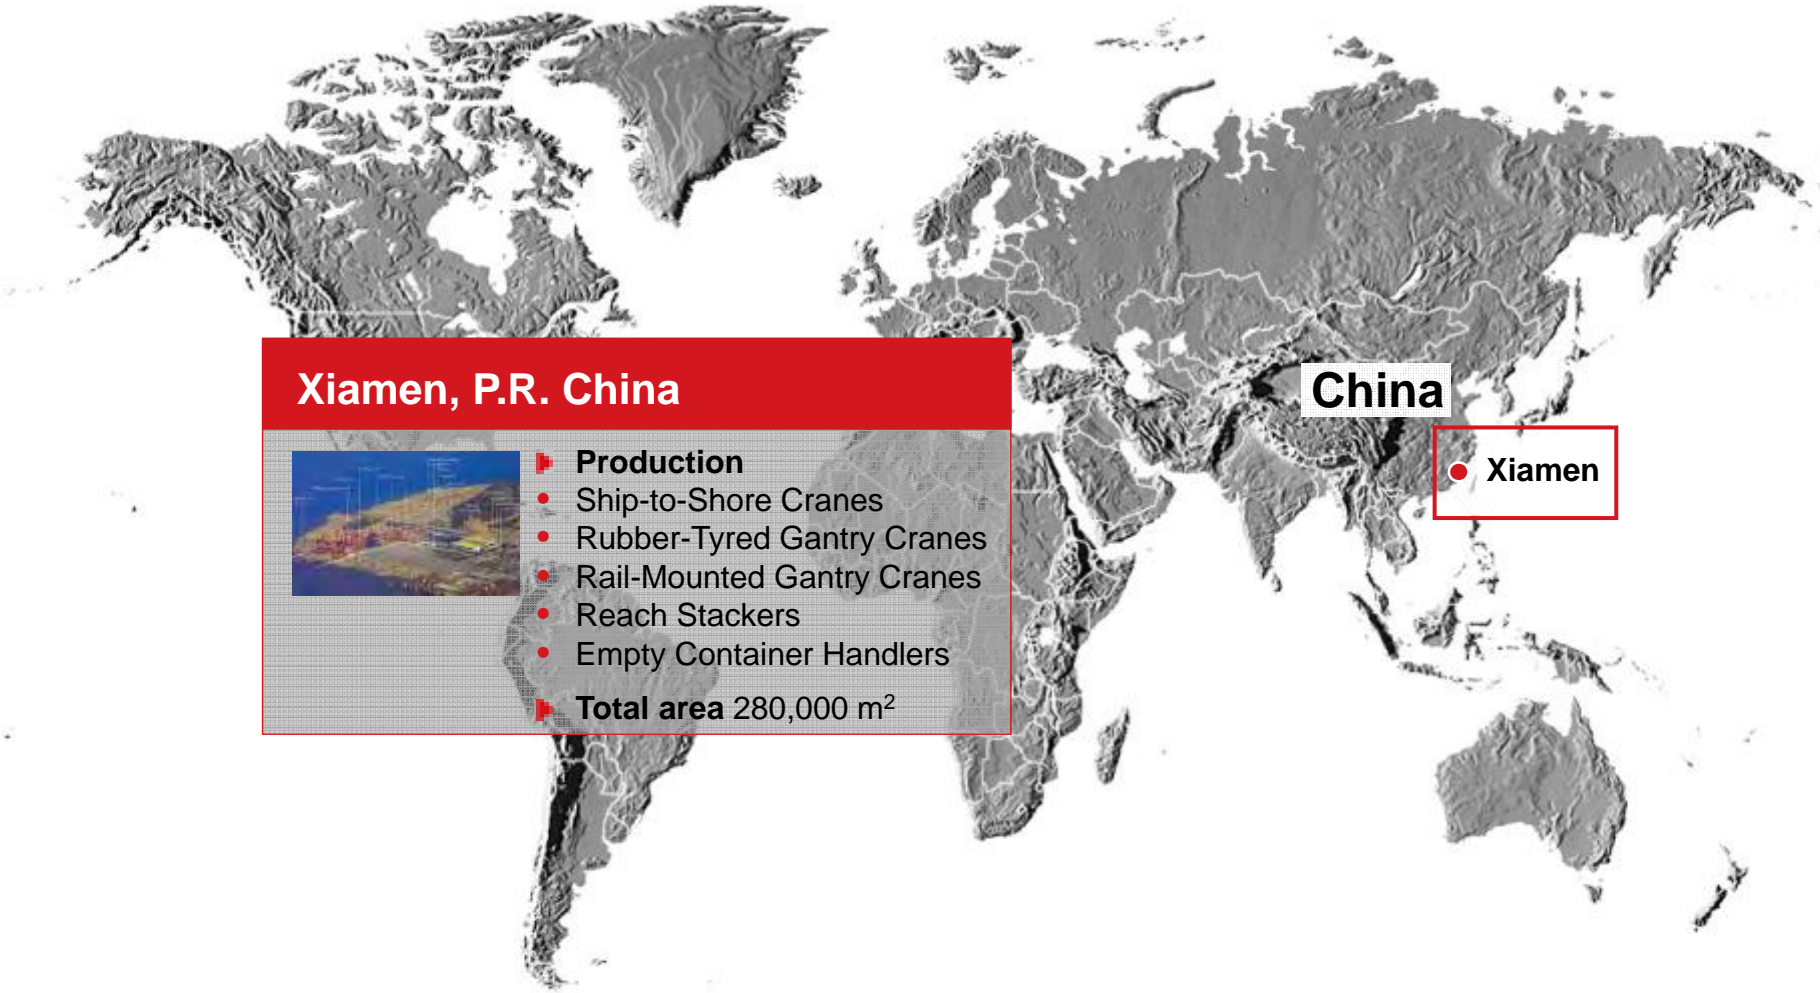 Xiamen, P.R. China
Production
Ship-to-Shore Cranes
Rubber-Tyred Gantry Cranes
Rail-Mounted Gantry Cranes
Reach Stackers
Empty Container Handlers
Total area 280,000 m²
China
Xiamen